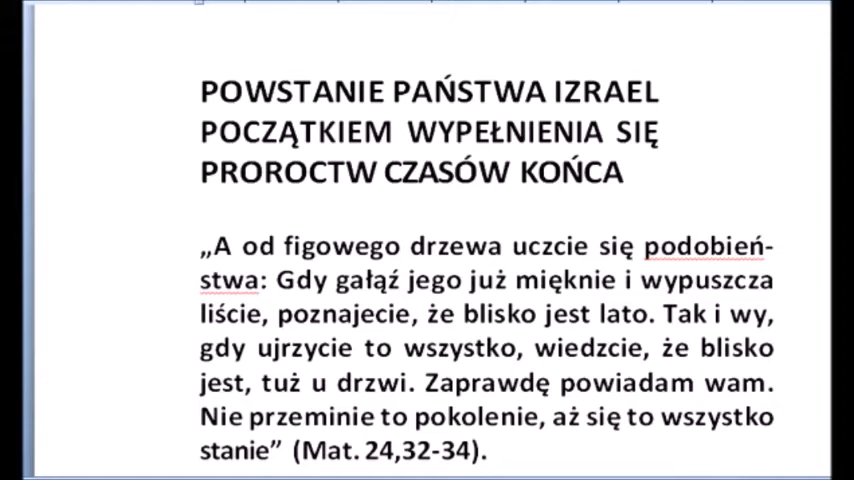 POWSTANIE PAŃSTWA IZRAEL
POCZĄTKIEM WYPEŁNIENIA SIĘ
PROROCTW CZASÓW KOŃCA
„A od figowego drzewa uczcie się podobień-
stwa: Gdy gałąź jego już mięknie i wypuszcza
liście, poznajecie, że blisko jest lato. Tak i wy,
gdy ujrzycie to wszystko, wiedzcie, że blisko
jest, tuż u drzwi. Zaprawdę powiadam wam.
Nie przeminie to pokolenie, aż się to wszystko
stanie” (Mat. 24,32-34).